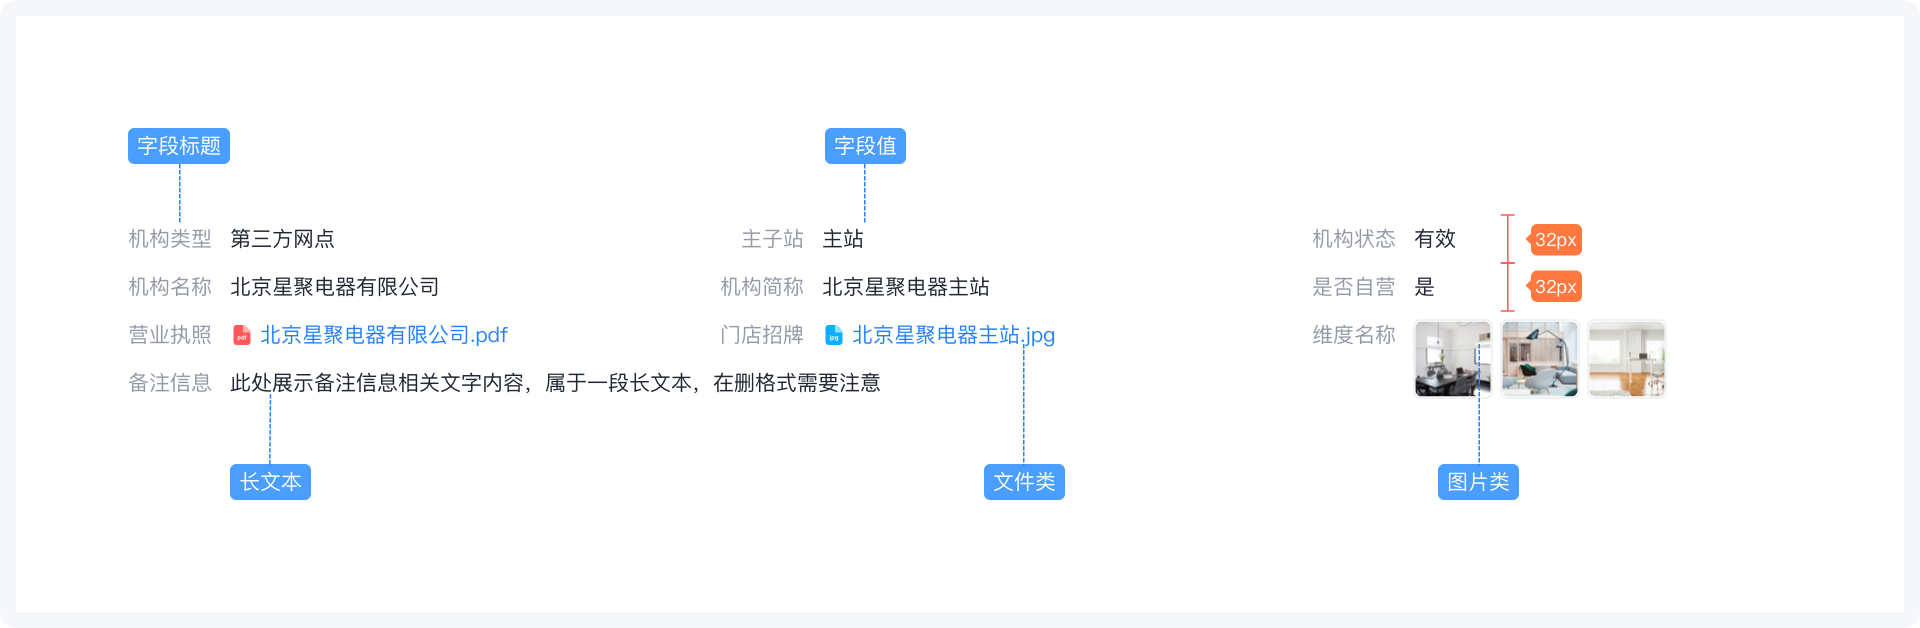 字段标题 字段值
机构类型 第三方网点 主子站 主站 机构状态 有效 32px
机构名称 北京星聚电器有限公司 机构简称 北京星聚电器主站 是否自营 是 32px
营业执照 pdf 北京星聚电器有限公司.pdf 门店招牌 jpg 北京星聚电器主站.jpg 维度名称
备注信息 此处展示备注信息相关文字内容，属于一段长文本，在删格式需要注意
长文本 文件类 图片类